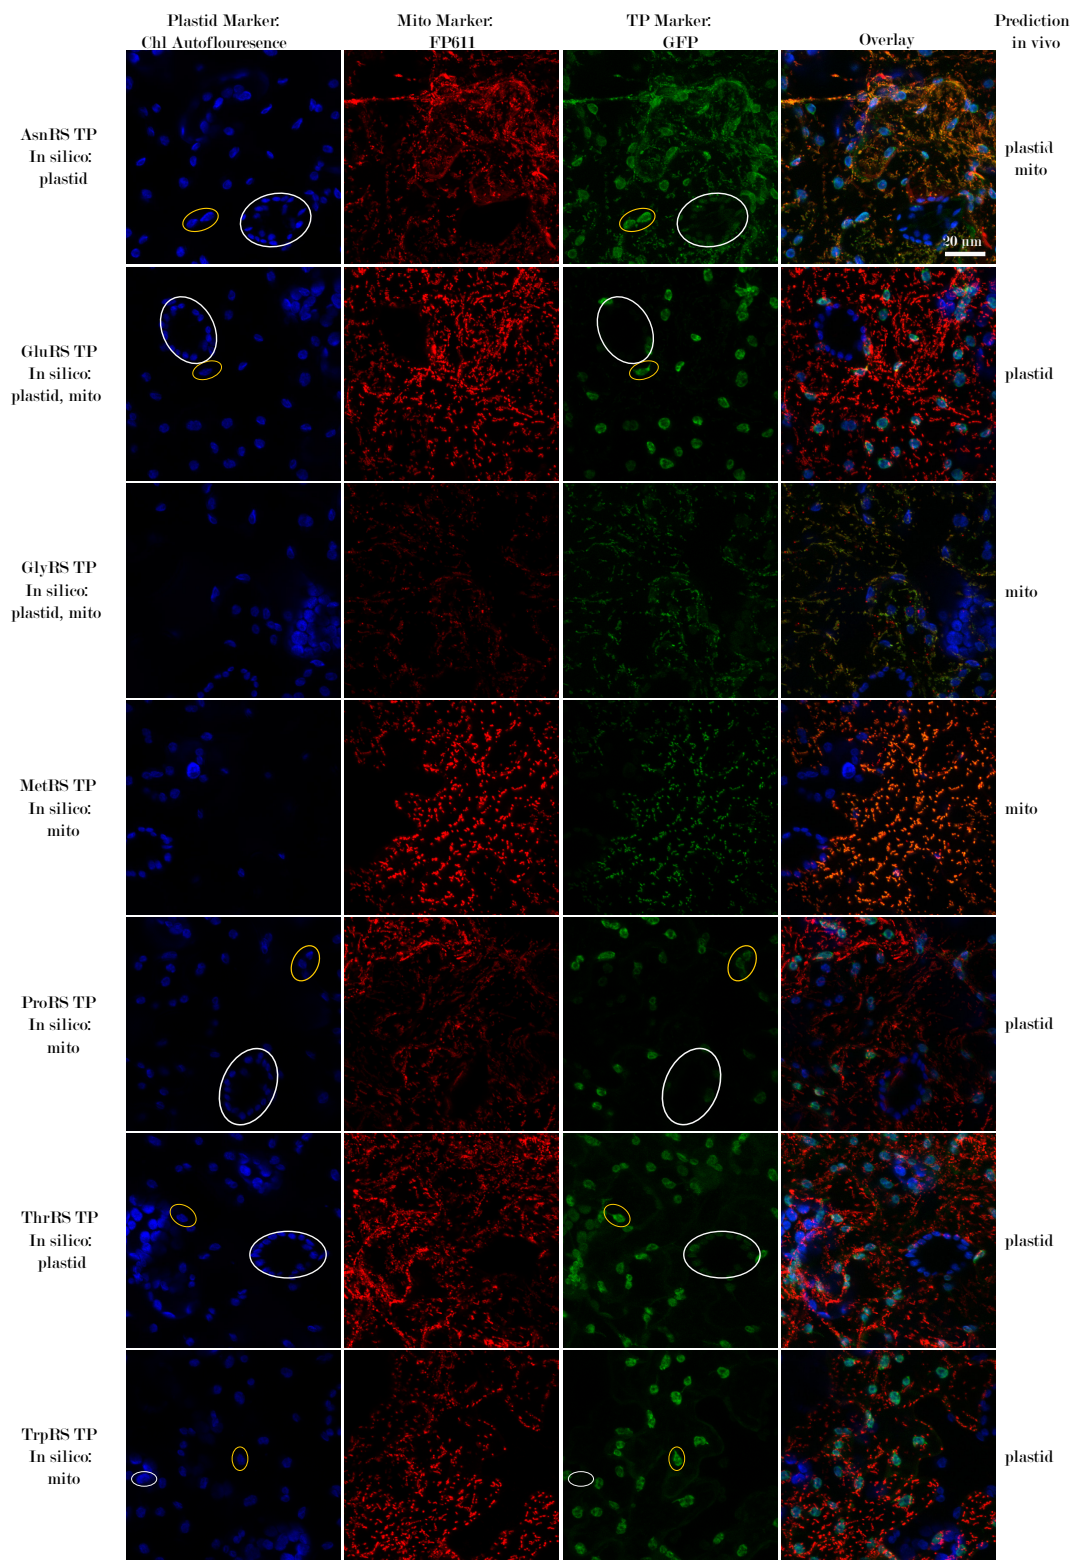 Plastid Marker:
Chl Autoflouresence
Mito Marker:
FP611
TP Marker:
GFP
Overlay
Prediction
in vivo
AsnRS TP
In silico:
plastid
plastid
mito
20 µm
GluRS TP
In silico:
plastid, mito
plastid
GlyRS TP
In silico:
plastid, mito
mito
MetRS TP
In silico:
mito
mito
ProRS TP
In silico:
mito
plastid
ThrRS TP
In silico:
plastid
plastid
TrpRS TP
In silico:
mito
plastid